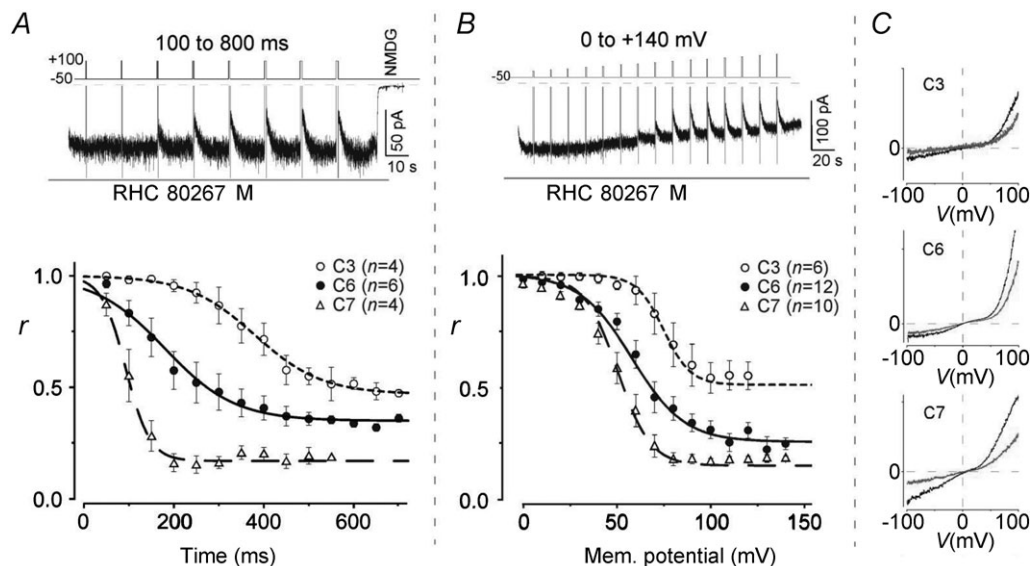 A
100 to 800 ms
+100
-50
NMDG
50 pA
10 s
RHC 80267 M
1.0
0.5
0.0
r
C3 (n=4)
C6 (n=6)
C7 (n=4)
0 200 400 600
Time (ms)
B
0 to +140 mV
-50
100 pA
20 s
RHC 80267 M
1.0
0.5
0.0
r
C3 (n=6)
C6 (n=12)
C7 (n=10)
0 50 100 150
Mem. potential (mV)
C
C3
0
-100 0 100
V(mV)
C6
0
-100 0 100
V(mV)
C7
0
-100 0 100
V(mV)